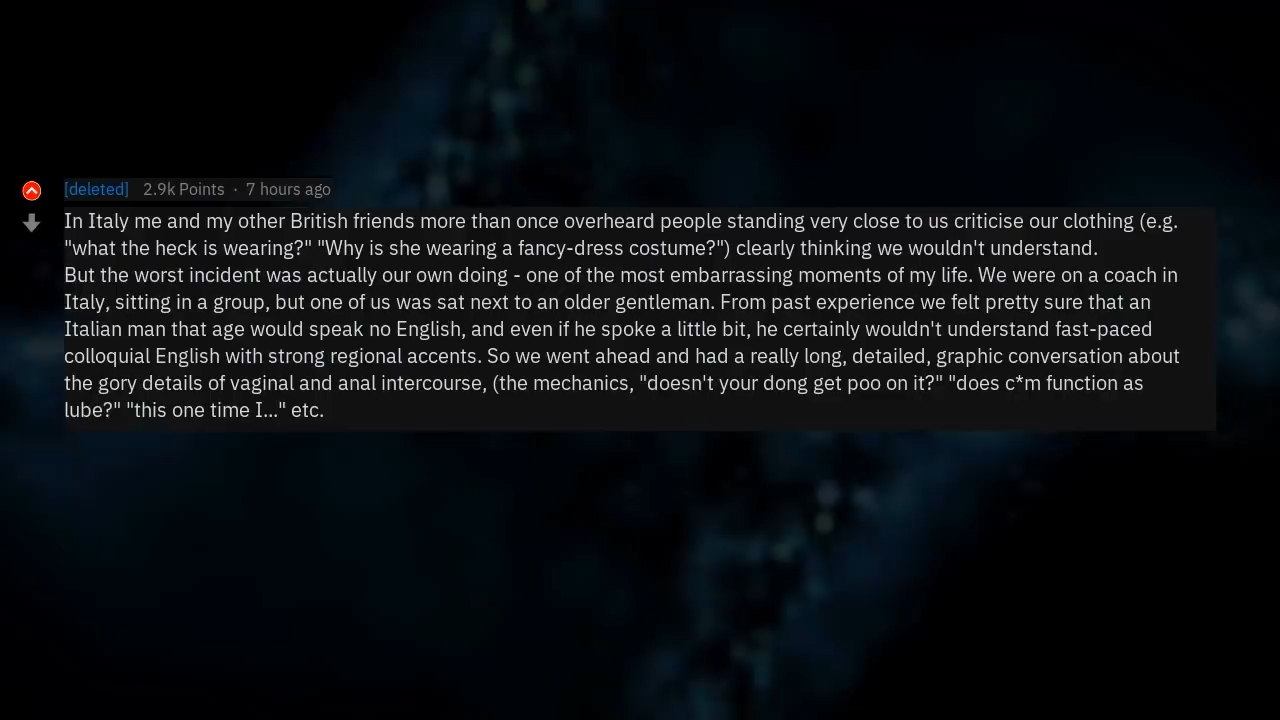 [deleted] 2.9k Points · 7 hours ago
In Italy me and my other British friends more than once overheard people standing very close to us criticise our clothing (e.g.
"what the heck is wearing?" "Why is she wearing a fancy-dress costume?") clearly thinking we wouldn't understand.
But the worst incident was actually our own doing - one of the most embarrassing moments of my life. We were on a coach in
Italy, sitting in a group, but one of us was sat next to an older gentleman. From past experience we felt pretty sure that an
Italian man that age would speak no English, and even if he spoke a little bit, he certainly wouldn't understand fast-paced
colloquial English with strong regional accents. So we went ahead and had a really long, detailed, graphic conversation about
the gory details of vaginal and anal intercourse, (the mechanics, "doesn't your dong get poo on it?" "does c*m function as
lube?" "this one time I..." etc.